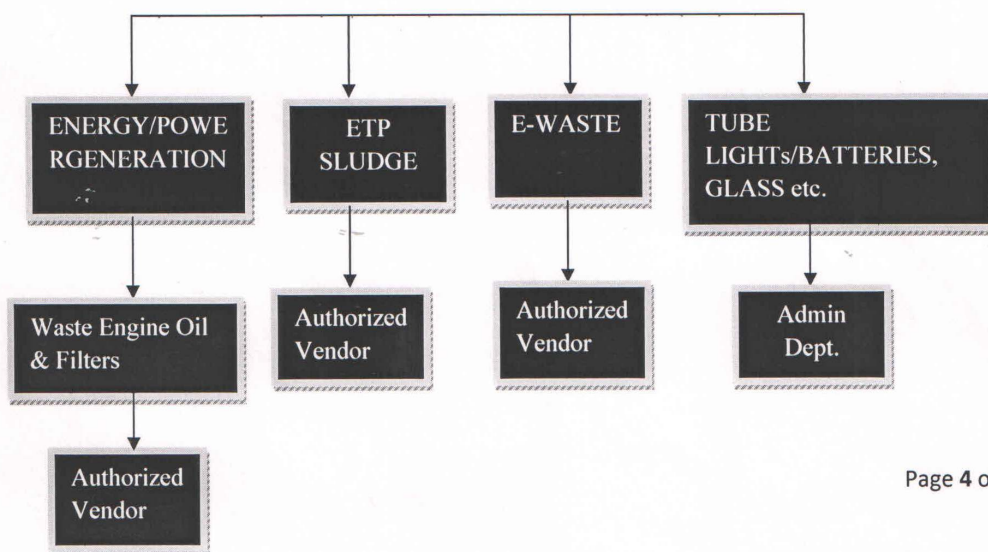 ENERGY/POWE
RGENERATION
ETP
SLUDGE
E-WASTE
TUBE
LIGHTs/BATTERIES,
GLASS etc.
Waste Engine Oil
& Filters
Authorized
Vendor
Authorized
Vendor
Admin
Dept.
Authorized
Vendor
Page 4 o